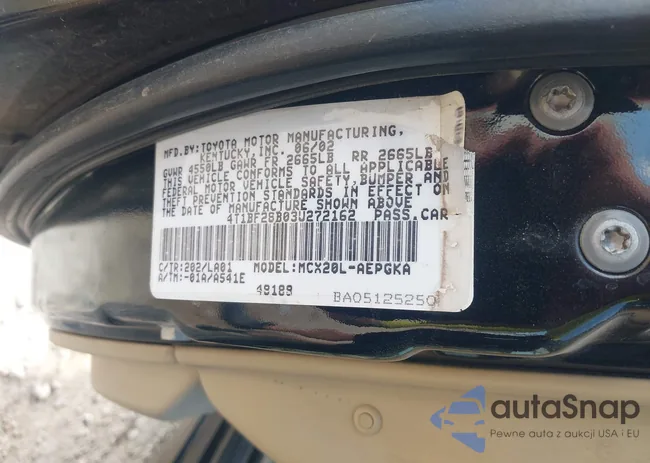 MFD.BY:TOYOTA MOTOR MANUFACTURING,
KENTUCKY, INC. 06/02
GVWR 4550LB GAWR FR 2665LB RR 2665LB
THIS VEHICLE CONFORMS TO ALL APPLICABLE
FEDERAL MOTOR VEHICLE SAFETY, BUMPER AND
THEFT PREVENTION STANDARDS IN EFFECT ON
THE DATE OF MANUFACTURE SHOWN ABOVE
4T1BF28B03U272162 PASS.CAR
C/TR:202/LA01 MODEL:MCX20L-AEPGKA
A/TM:-01A/A541E
49109
BA05125250
autaSnap
Pewne auta z aukcji USA i EU